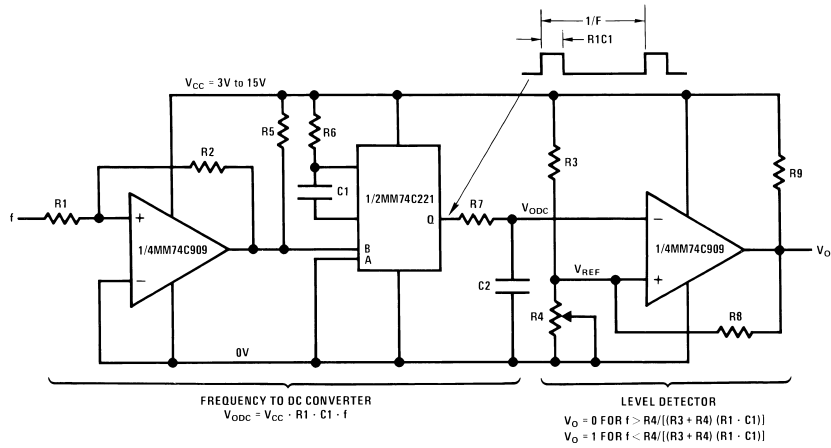 1/F
R1C1
V_CC = 3V to 15V
R5
R6
R2
R3
R9
C1
1/2MM74C221
R1
R7
V_ODC
f
+
Q
−
1/4MM74C909
1/4MM74C909
V_O
B
A
−
C2
V_REF
+
R4
R8
0V
FREQUENCY TO DC CONVERTER
V_ODC = V_CC · R1 · C1 · f
LEVEL DETECTOR
V_O = 0 FOR f > R4/[(R3 + R4) (R1 · C1)]
V_O = 1 FOR f < R4/[(R3 + R4) (R1 · C1)]